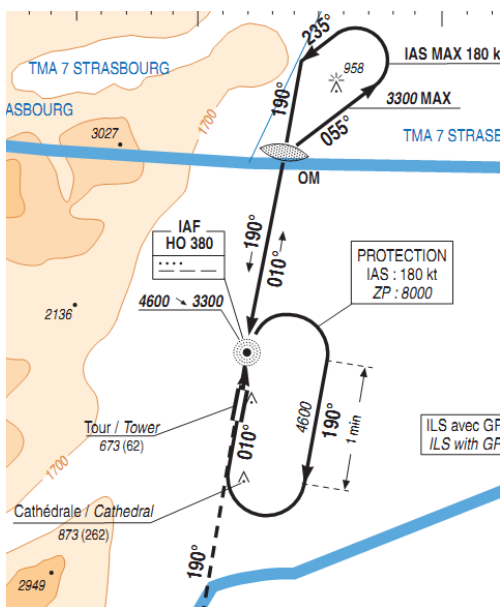 235°
TMA 7 STRASBOURG
958
IAS MAX 180 k
ASBOURG
190°
3300 MAX
1700
3027
055°
TMA 7 STRASB
OM
IAF
HO 380
190°
010°
PROTECTION
IAS : 180 kt
ZP : 8000
4600 ↘ 3300
2136
Tour / Tower
673 (62)
010°
4600
190°
1 min
ILS avec GP
ILS with GP
1700
Cathédrale / Cathedral
873 (262)
190°
2949